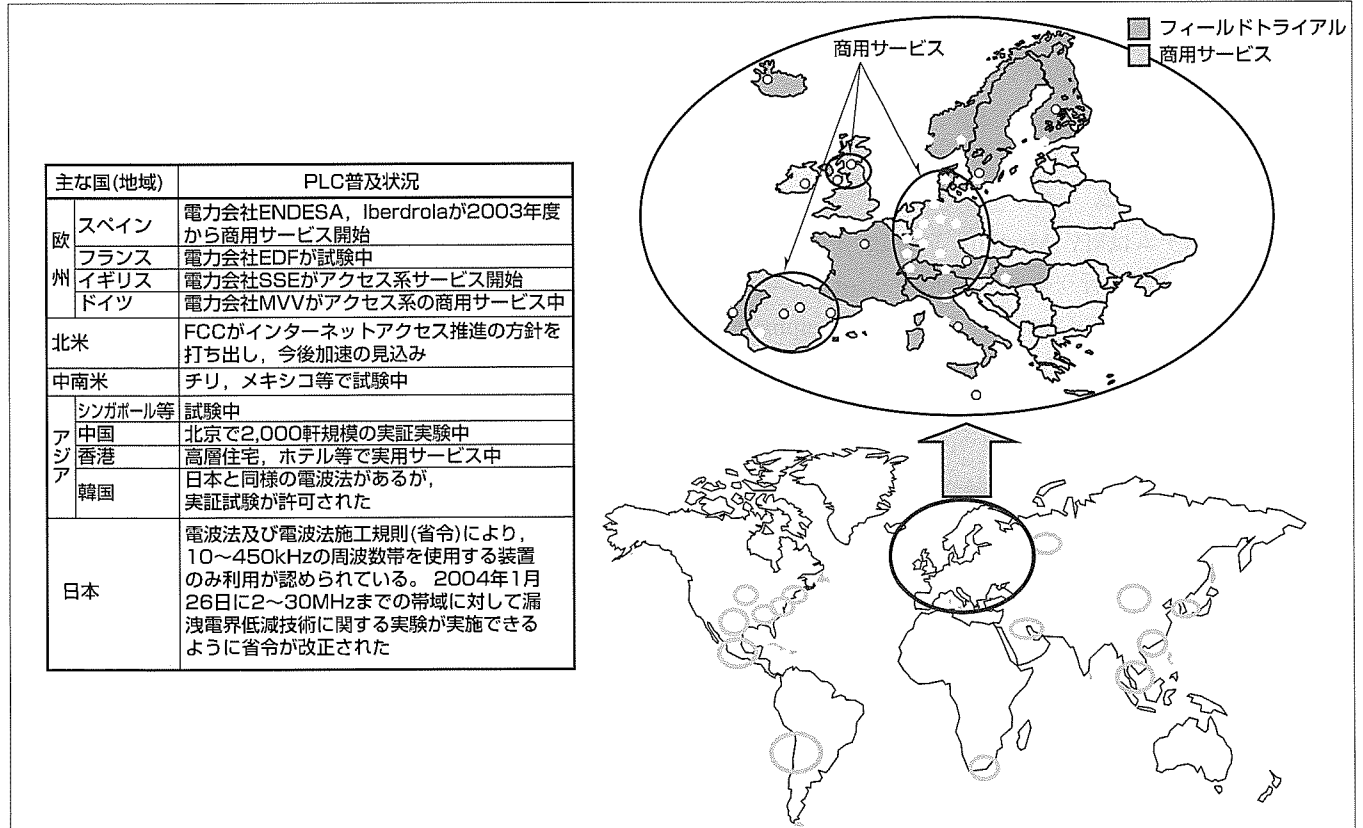 主な国(地域) PLC普及状況
欧州
スペイン 電力会社ENDESA，Iberdrolaが2003年度
から商用サービス開始
フランス 電力会社EDFが試験中
イギリス 電力会社SSEがアクセス系サービス開始
ドイツ 電力会社MVVがアクセス系の商用サービス中
北米 FCCがインターネットアクセス推進の方針を
打ち出し，今後加速の見込み
中南米 チリ，メキシコ等で試験中
アジア
シンガポール等 試験中
中国 北京で2,000軒規模の実証実験中
香港 高層住宅，ホテル等で実用サービス中
韓国 日本と同様の電波法があるが，
実証試験が許可された
日本 電波法及び電波法施工規則(省令)により，
10～450kHzの周波数帯を使用する装置
のみ利用が認められている。 2004年1月
26日に2～30MHzまでの帯域に対して漏
洩電界低減技術に関する実験が実施できる
ように省令が改正された
商用サービス
フィールドトライアル
商用サービス